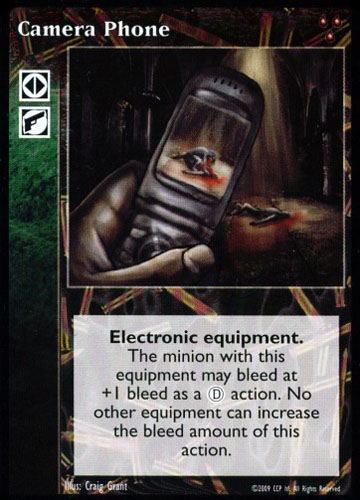 Camera Phone
Electronic equipment.
The minion with this
equipment may bleed at
+1 bleed as a Ⓓ action. No
other equipment can increase
the bleed amount of this
action.
Illus: Craig Grant
©2009 CCP hf. All Rights Reserved.